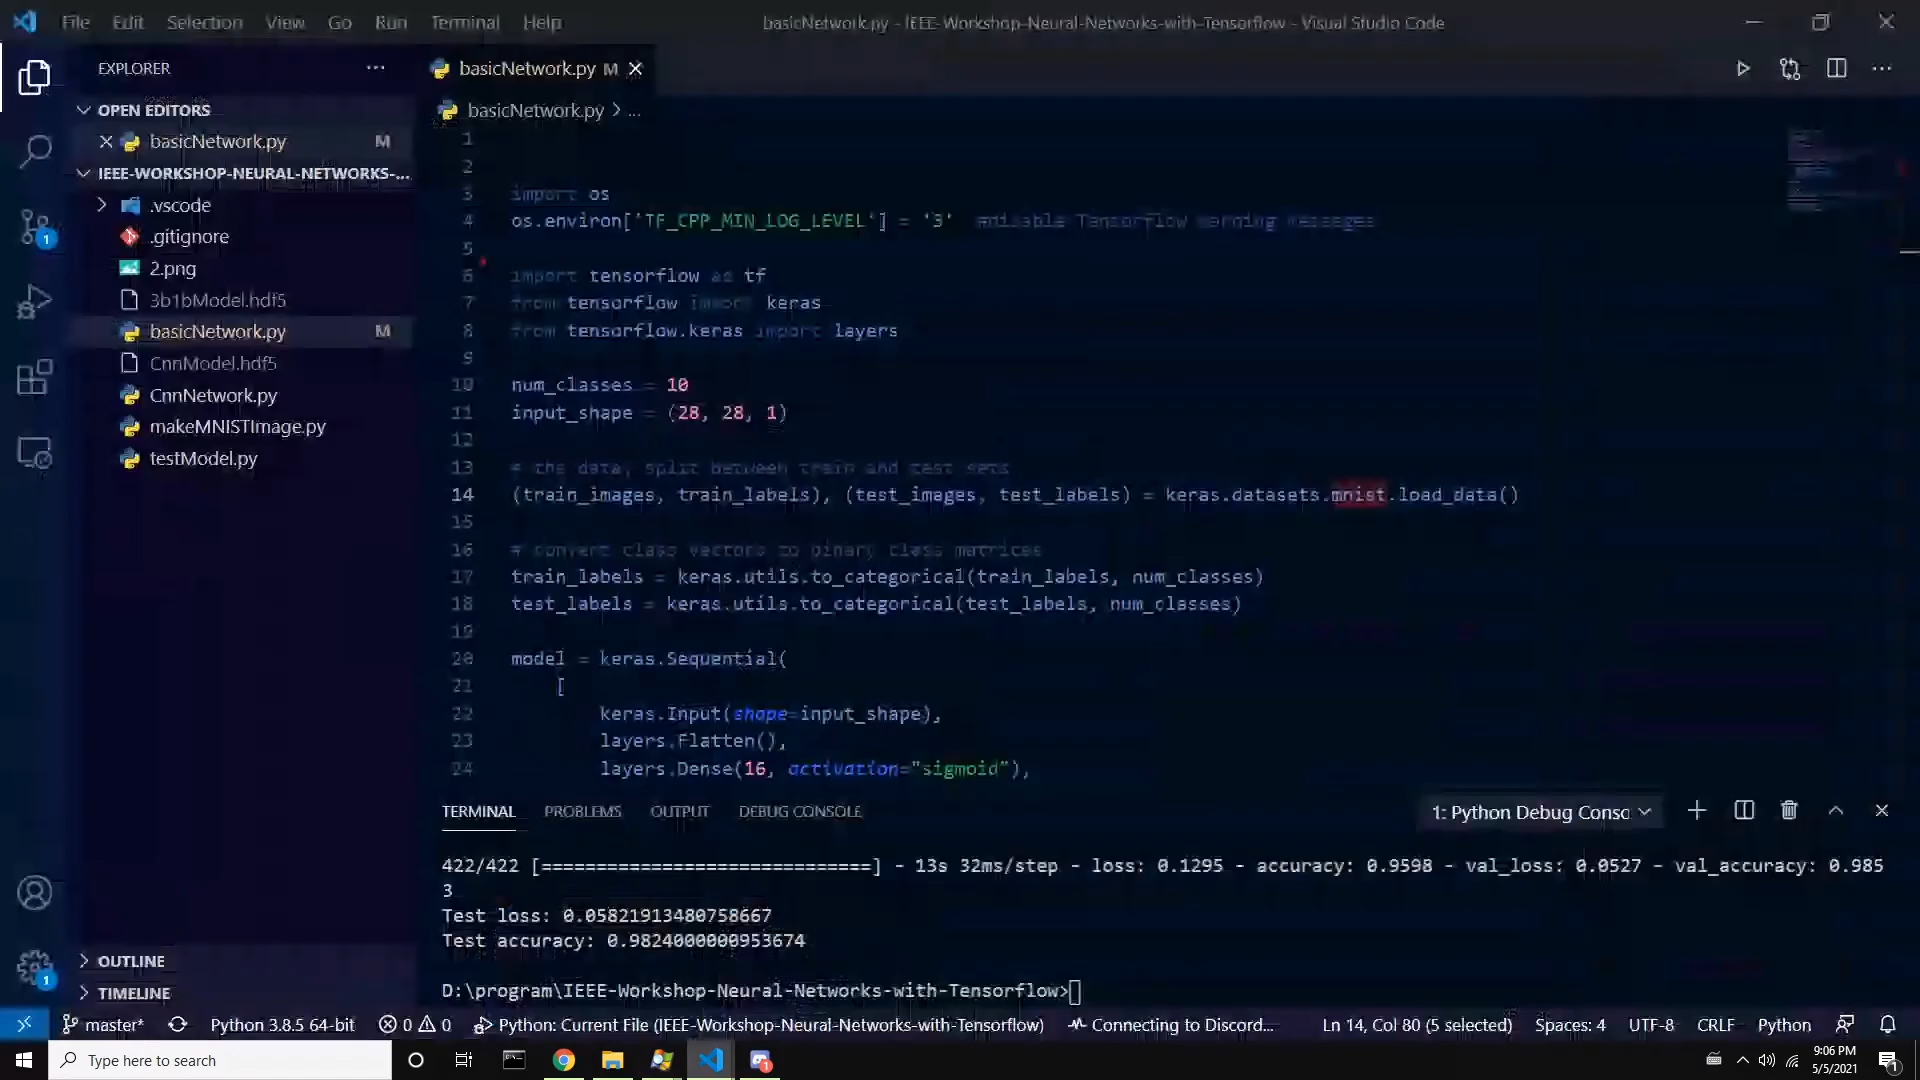 File Edit Selection View Go Run Terminal Help
basicNetwork.py - IEEE-Workshop-Neural-Networks-with-Tensorflow - Visual Studio Code
EXPLORER
OPEN EDITORS
basicNetwork.py M
IEEE-WORKSHOP-NEURAL-NETWORKS-...
.vscode
.gitignore
2.png
3b1bModel.hdf5
basicNetwork.py M
CnnModel.hdf5
CnnNetwork.py
makeMNISTImage.py
testModel.py
OUTLINE
TIMELINE
1
1
basicNetwork.py M
basicNetwork.py > ...
1
2
3 import os
4 os.environ['TF_CPP_MIN_LOG_LEVEL'] = '3' #disable Tensorflow warning messages
5
6 import tensorflow as tf
7 from tensorflow import keras
8 from tensorflow.keras import layers
9
10 num_classes = 10
11 input_shape = (28, 28, 1)
12
13 # the data, split between train and test sets
14 (train_images, train_labels), (test_images, test_labels) = keras.datasets.mnist.load_data()
15
16 # convert class vectors to binary class matrices
17 train_labels = keras.utils.to_categorical(train_labels, num_classes)
18 test_labels = keras.utils.to_categorical(test_labels, num_classes)
19
20 model = keras.Sequential(
21 [
22 keras.Input(shape=input_shape),
23 layers.Flatten(),
24 layers.Dense(16, activation="sigmoid"),
TERMINAL PROBLEMS OUTPUT DEBUG CONSOLE
1: Python Debug Consc
422/422 [==============================] - 13s 32ms/step - loss: 0.1295 - accuracy: 0.9598 - val_loss: 0.0527 - val_accuracy: 0.985
3
Test loss: 0.05821913480758667
Test accuracy: 0.9824000000953674
D:\program\IEEE-Workshop-Neural-Networks-with-Tensorflow>
master* Python 3.8.5 64-bit 0 0 Python: Current File (IEEE-Workshop-Neural-Networks-with-Tensorflow) Connecting to Discord... Ln 14, Col 80 (5 selected) Spaces: 4 UTF-8 CRLF Python
Type here to search
1
9:06 PM
5/5/2021
1